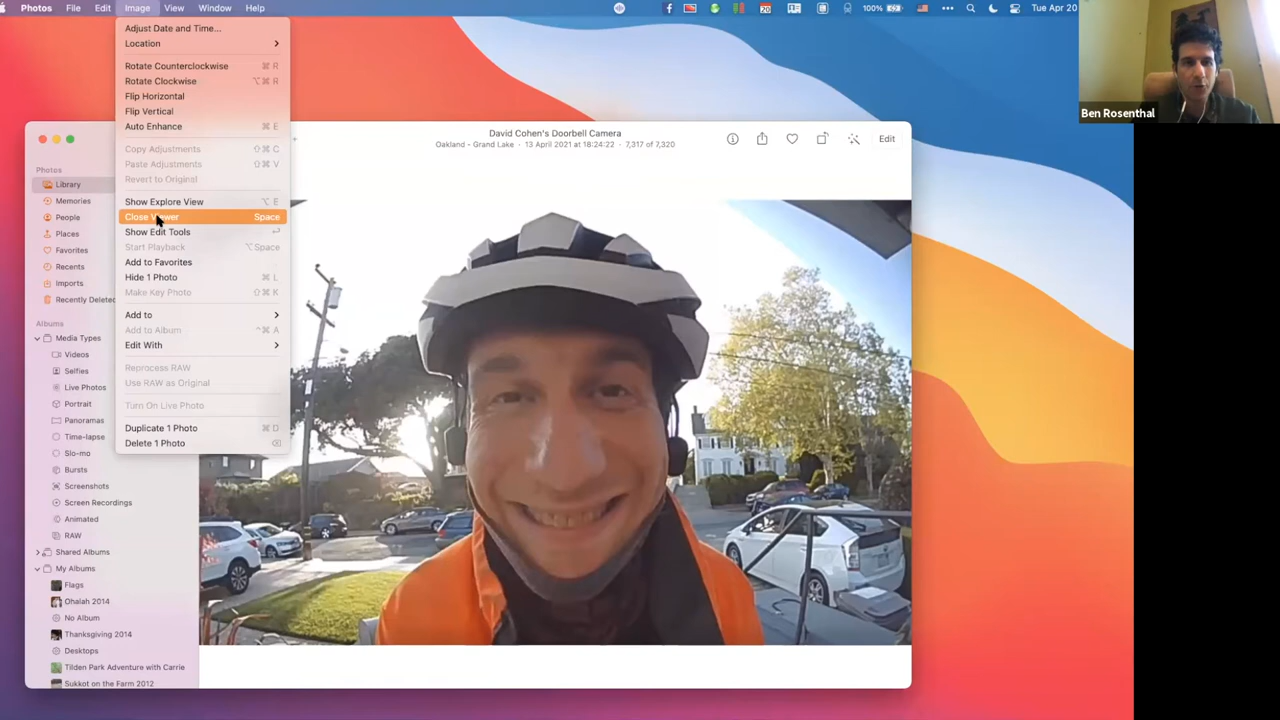 Photos File Edit Image View Window Help 100% Tue Apr 20
Ben Rosenthal
Adjust Date and Time...
Location
Rotate Counterclockwise ⌘ R
Rotate Clockwise ⌥⌘ R
Flip Horizontal
Flip Vertical
Auto Enhance ⌘ E
Copy Adjustments ⇧⌘ C
Paste Adjustments ⇧⌘ V
Revert to Original
Show Explore View ⌥ E
Close Viewer Space
Show Edit Tools
Start Playback ⌥Space
Add to Favorites
Hide 1 Photo ⌘ L
Make Key Photo ⇧⌘ K
Add to
Add to Album ^⌘ A
Edit With
Reprocess RAW
Use RAW as Original
Turn On Live Photo
Duplicate 1 Photo ⌘ D
Delete 1 Photo
David Cohen's Doorbell Camera
Oakland - Grand Lake • 13 April 2021 at 18:24:22 • 7,317 of 7,320
Edit
Photos
Library
Memories
People
Places
Favorites
Recents
Imports
Recently Deleted
Albums
Media Types
Videos
Selfies
Live Photos
Portrait
Panoramas
Time-lapse
Slo-mo
Bursts
Screenshots
Screen Recordings
Animated
RAW
Shared Albums
My Albums
Flags
Ohalah 2014
No Album
Thanksgiving 2014
Desktops
Tilden Park Adventure with Carrie
Sukkot on the Farm 2012